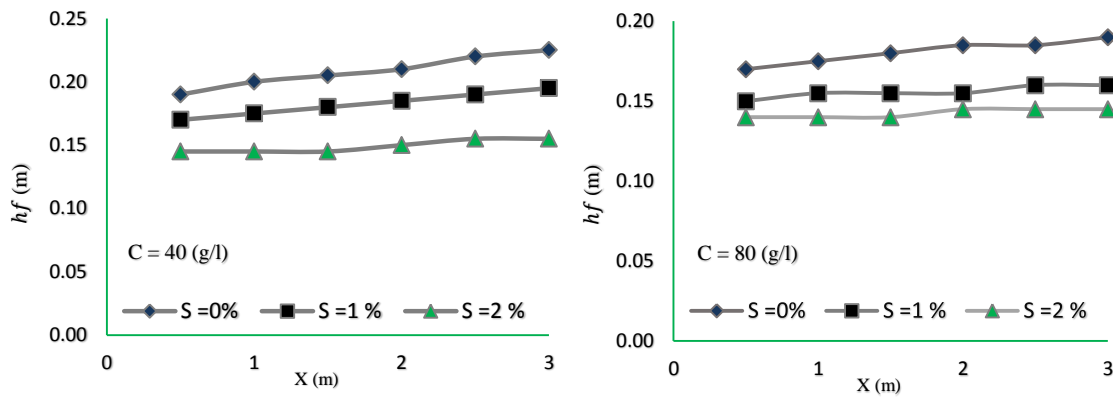 0.25
0.20
0.15
0.10
0.05
0.00
hf (m)
C = 40 (g/l)
S =0% S =1 % S =2 %
0 1 2 3
X (m)
0.20
0.15
0.10
0.05
0.00
hf (m)
C = 80 (g/l)
S =0% S =1 % S =2 %
0 1 2 3
X (m)